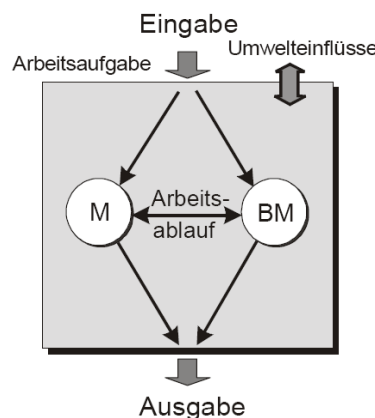 Eingabe
Umwelteinflüsse
Arbeitsaufgabe
Arbeits-
M
BM
ablauf
Ausgabe